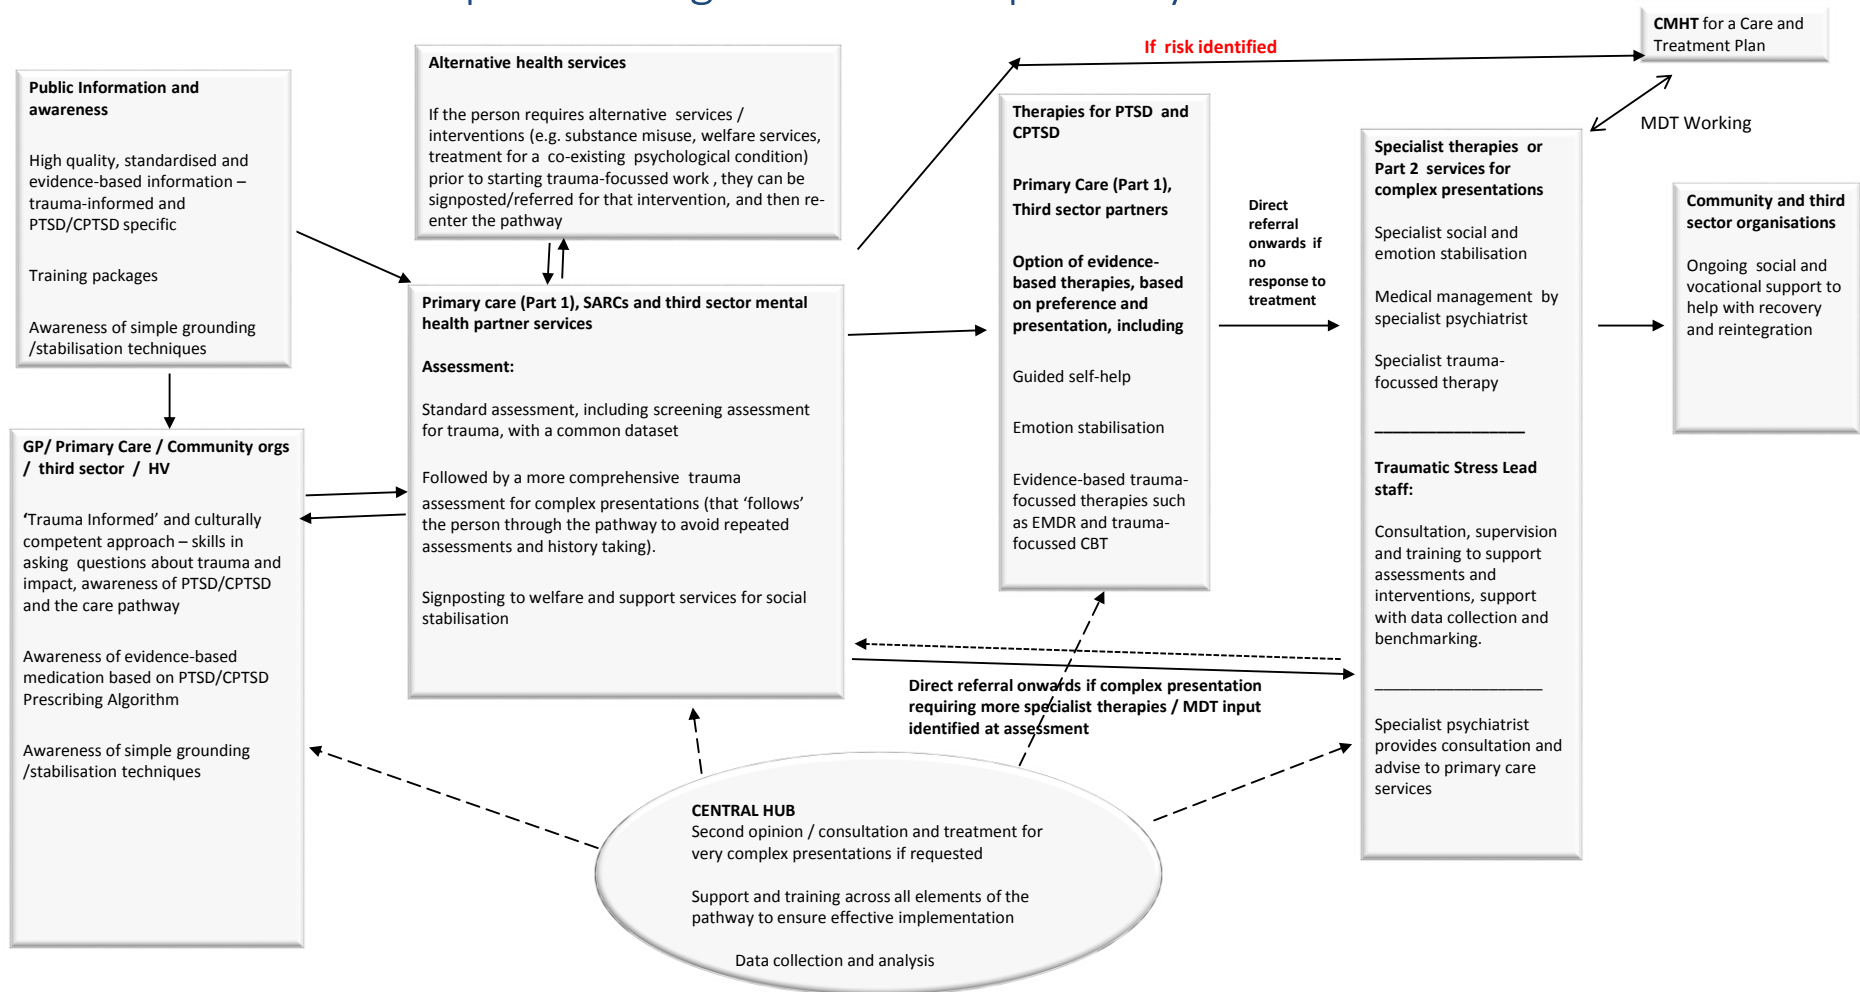 CMHT for a Care and
Treatment Plan
If risk identified
Alternative health services
If the person requires alternative services /
interventions (e.g. substance misuse, welfare services,
treatment for a co-existing psychological condition)
prior to starting trauma-focussed work , they can be
signposted/referred for that intervention, and then re-
enter the pathway
Public Information and
awareness
High quality, standardised and
evidence-based information –
trauma-informed and
PTSD/CPTSD specific
Training packages
Awareness of simple grounding
/stabilisation techniques
Therapies for PTSD and
CPTSD
Primary Care (Part 1),
Third sector partners
Option of evidence-
based therapies, based
on preference and
presentation, including
Guided self-help
Emotion stabilisation
Evidence-based trauma-
focussed therapies such
as EMDR and trauma-
focussed CBT
MDT Working
Specialist therapies or
Part 2 services for
complex presentations
Specialist social and
emotion stabilisation
Medical management by
specialist psychiatrist
Specialist trauma-
focussed therapy
Traumatic Stress Lead
staff:
Consultation, supervision
and training to support
assessments and
interventions, support
with data collection and
benchmarking.
Specialist psychiatrist
provides consultation and
advise to primary care
services
Community and third
sector organisations
Ongoing social and
vocational support to
help with recovery
and reintegration
Direct
referral
onwards if
no
response to
treatment
Primary care (Part 1), SARCs and third sector mental
health partner services
Assessment:
Standard assessment, including screening assessment
for trauma, with a common dataset
Followed by a more comprehensive trauma
assessment for complex presentations (that ‘follows’
the person through the pathway to avoid repeated
assessments and history taking).
Signposting to welfare and support services for social
stabilisation
GP/ Primary Care / Community orgs
/ third sector / HV
‘Trauma Informed’ and culturally
competent approach – skills in
asking questions about trauma and
impact, awareness of PTSD/CPTSD
and the care pathway
Awareness of evidence-based
medication based on PTSD/CPTSD
Prescribing Algorithm
Awareness of simple grounding
/stabilisation techniques
Direct referral onwards if complex presentation
requiring more specialist therapies / MDT input
identified at assessment
CENTRAL HUB
Second opinion / consultation and treatment for
very complex presentations if requested
Support and training across all elements of the
pathway to ensure effective implementation
Data collection and analysis